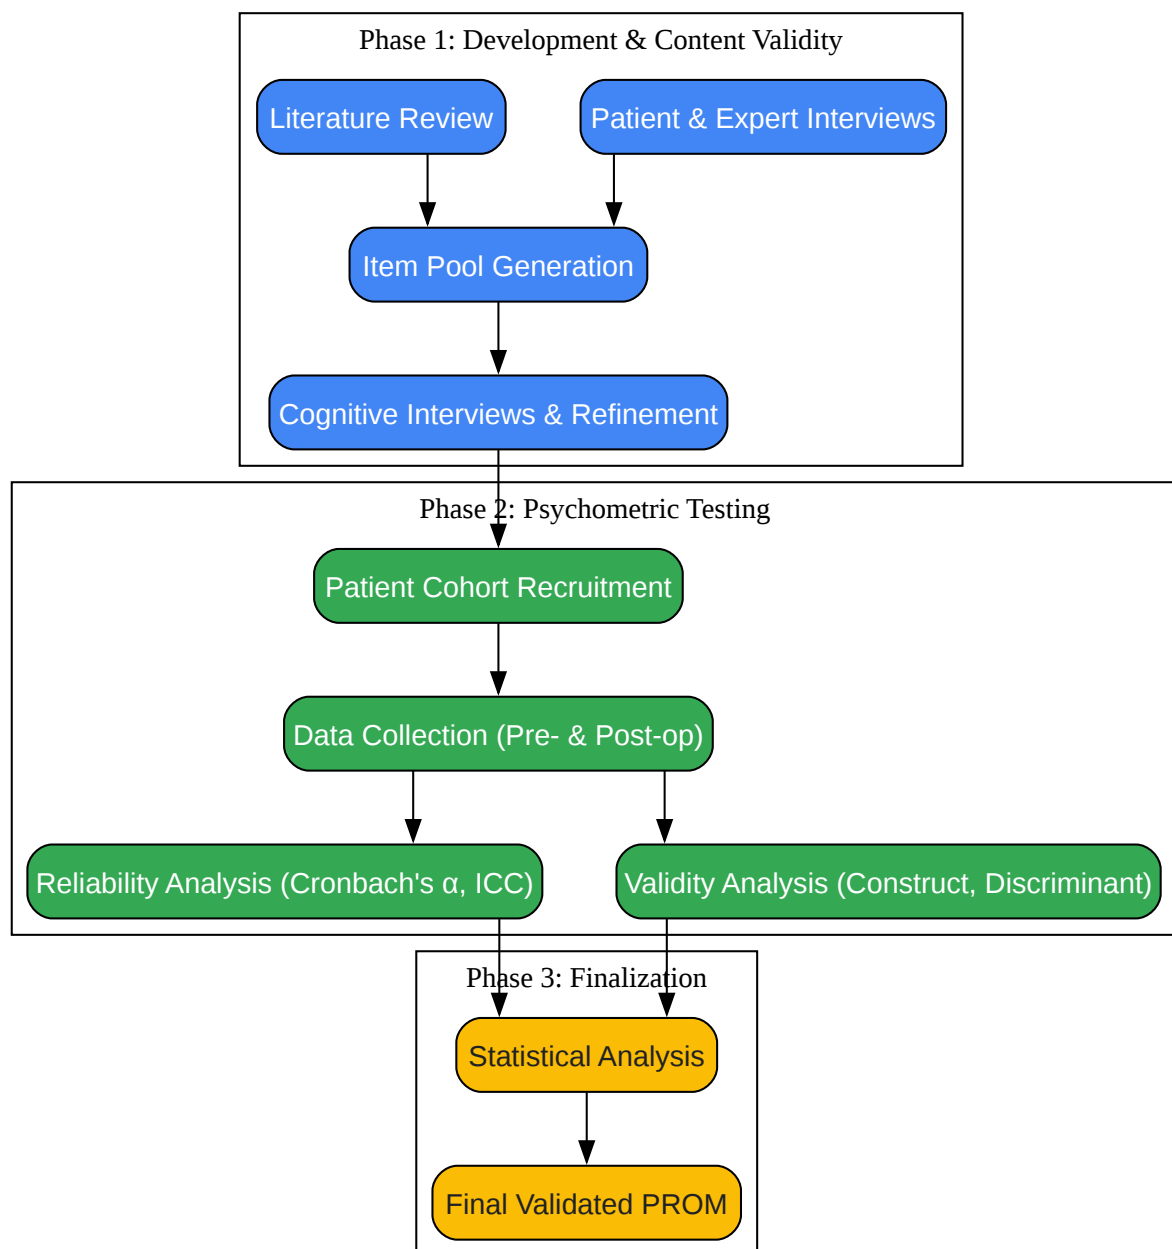 Phase 1: Development & Content Validity
Literature Review
Patient & Expert Interviews
Item Pool Generation
Cognitive Interviews & Refinement
Phase 2: Psychometric Testing
Patient Cohort Recruitment
Data Collection (Pre- & Post-op)
Reliability Analysis (Cronbach's α, ICC)
Validity Analysis (Construct, Discriminant)
Phase 3: Finalization
Statistical Analysis
Final Validated PROM